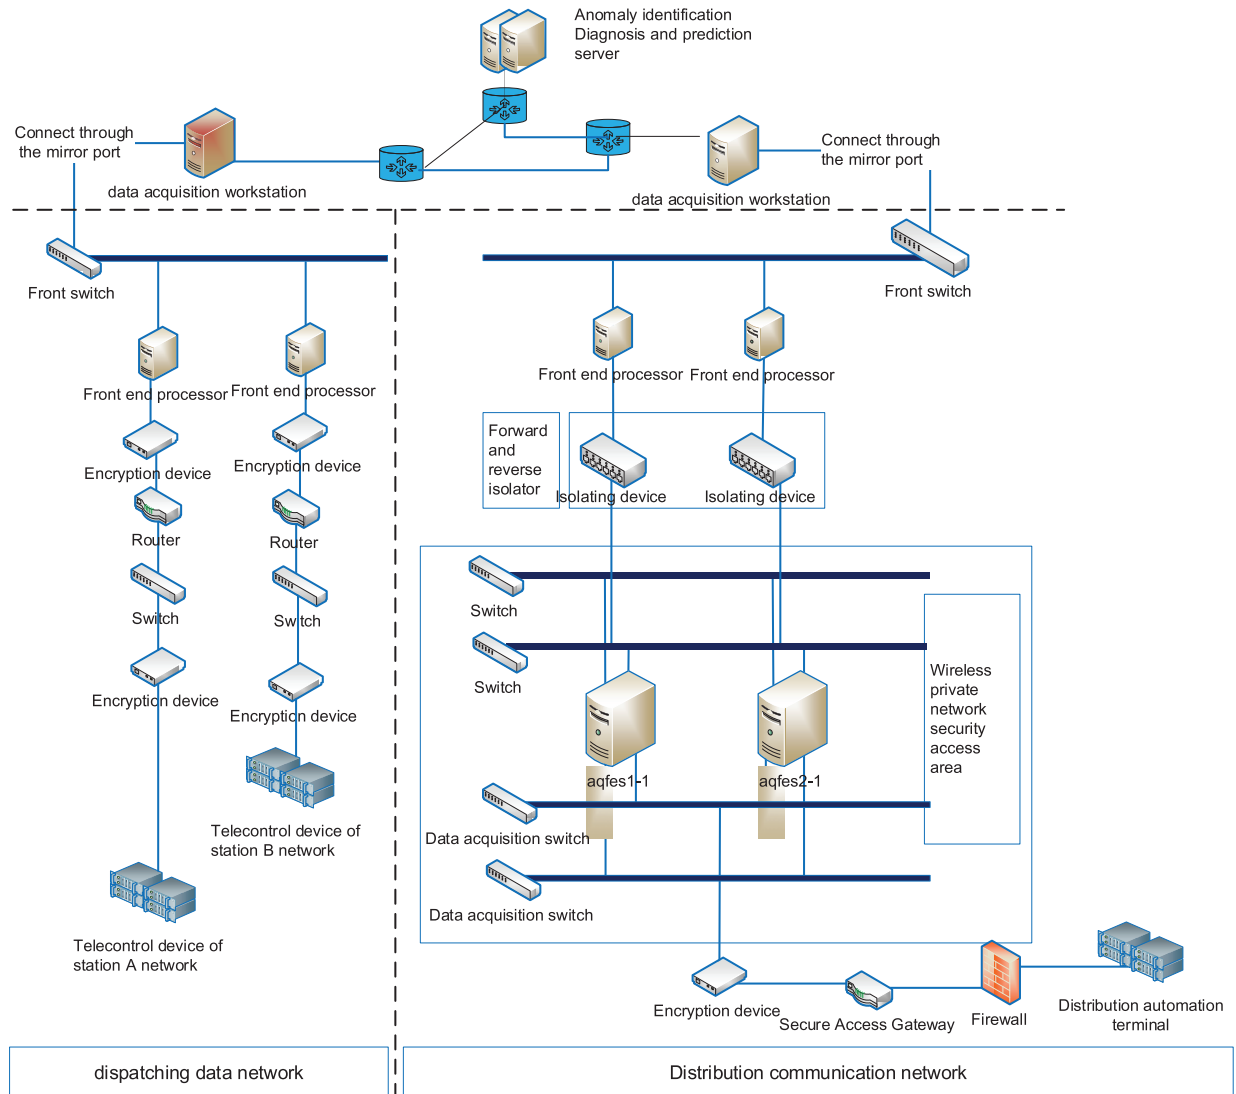 Anomaly identification
Diagnosis and prediction
server
Connect through
the mirror port
data acquisition workstation
Connect through
the mirror port
data acquisition workstation
Front switch
Front switch
Front end processor
Front end processor
Front end processor
Front end processor
Encryption device
Encryption device
Forward
and
reverse
isolator
Isolating device
Isolating device
Router
Router
Switch
Switch
Switch
Switch
Encryption device
Encryption device
Wireless
private
network
security
access
area
aqfes1-1
aqfes2-1
Telecontrol device of
station B network
Data acquisition switch
Data acquisition switch
Telecontrol device of
station A network
Encryption device
Secure Access Gateway
Firewall
Distribution automation
terminal
dispatching data network
Distribution communication network